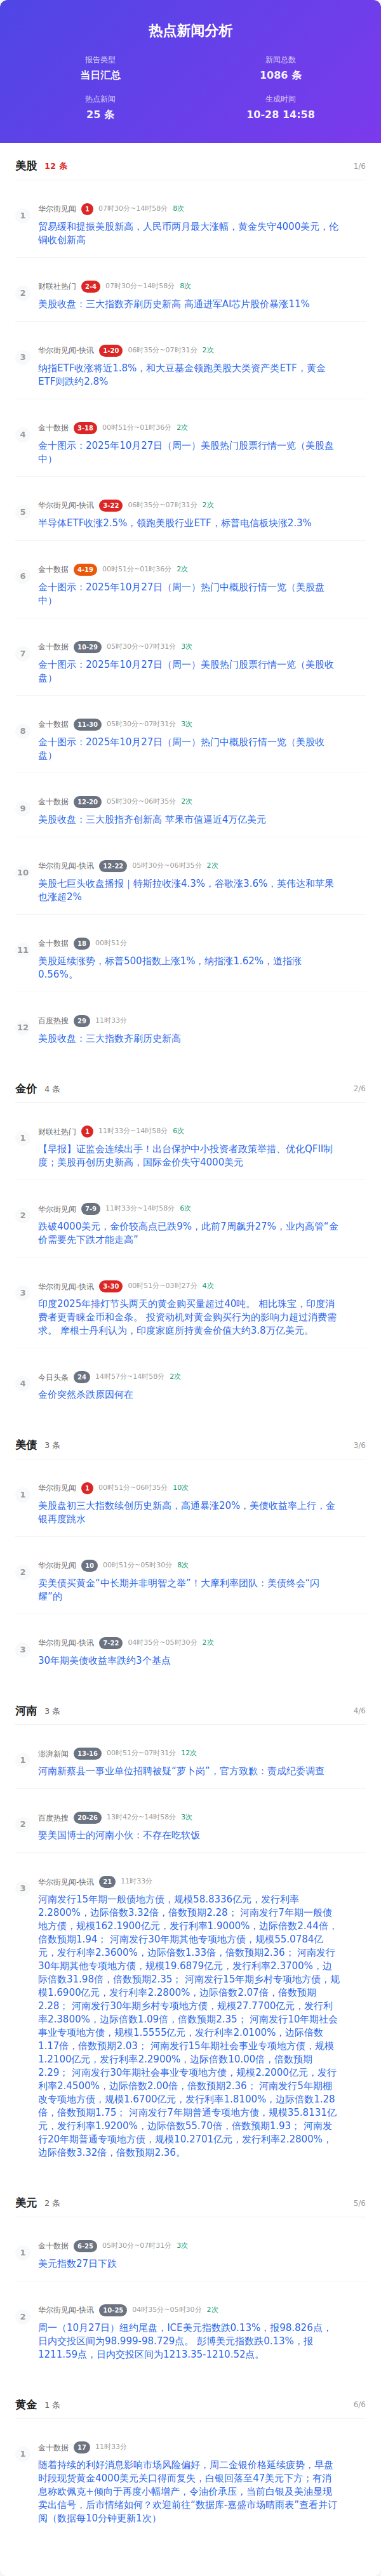 热点新闻分析
报告类型
当日汇总
新闻总数
1086 条
热点新闻
25 条
生成时间
10-28 14:58
美股 12 条 1/6
1 华尔街见闻 1 07时30分~14时58分 8次
贸易缓和提振美股新高，人民币两月最大涨幅，黄金失守4000美元，伦
铜收创新高
2 财联社热门 2-4 07时30分~14时58分 8次
美股收盘：三大指数齐刷历史新高 高通进军AI芯片股价暴涨11%
3 华尔街见闻-快讯 1-20 06时35分~07时31分 2次
纳指ETF收涨将近1.8%，和大豆基金领跑美股大类资产类ETF，黄金
ETF则跌约2.8%
4 金十数据 3-18 00时51分~01时36分 2次
金十图示：2025年10月27日（周一）美股热门股票行情一览（美股盘
中）
5 华尔街见闻-快讯 3-22 06时35分~07时31分 2次
半导体ETF收涨2.5%，领跑美股行业ETF，标普电信板块涨2.3%
6 金十数据 4-19 00时51分~01时36分 2次
金十图示：2025年10月27日（周一）热门中概股行情一览（美股盘
中）
7 金十数据 10-29 05时30分~07时31分 3次
金十图示：2025年10月27日（周一）美股热门股票行情一览（美股收
盘）
8 金十数据 11-30 05时30分~07时31分 3次
金十图示：2025年10月27日（周一）热门中概股行情一览（美股收
盘）
9 金十数据 12-20 05时30分~06时35分 2次
美股收盘：三大股指齐创新高 苹果市值逼近4万亿美元
10 华尔街见闻-快讯 12-22 05时30分~06时35分 2次
美股七巨头收盘播报｜特斯拉收涨4.3%，谷歌涨3.6%，英伟达和苹果
也涨超2%
11 金十数据 18 00时51分
美股延续涨势，标普500指数上涨1%，纳指涨1.62%，道指涨
0.56%。
12 百度热搜 29 11时33分
美股收盘：三大指数齐刷历史新高
金价 4 条 2/6
1 财联社热门 1 11时33分~14时58分 6次
【早报】证监会连续出手！出台保护中小投资者政策举措、优化QFII制
度；美股再创历史新高，国际金价失守4000美元
2 华尔街见闻 7-9 11时33分~14时58分 6次
跌破4000美元，金价较高点已跌9%，此前7周飙升27%，业内高管“金
价需要先下跌才能走高”
3 华尔街见闻-快讯 3-30 00时51分~03时27分 4次
印度2025年排灯节头两天的黄金购买量超过40吨。 相比珠宝，印度消
费者更青睐金币和金条。 投资动机对黄金购买行为的影响力超过消费需
求。 摩根士丹利认为，印度家庭所持黄金价值大约3.8万亿美元。
4 今日头条 24 14时57分~14时58分 2次
金价突然杀跌原因何在
美债 3 条 3/6
1 华尔街见闻 1 00时51分~06时35分 10次
美股盘初三大指数续创历史新高，高通暴涨20%，美债收益率上行，金
银再度跳水
2 华尔街见闻 10 00时51分~05时30分 8次
卖美债买黄金“中长期并非明智之举”！大摩利率团队：美债终会“闪
耀”的
3 华尔街见闻-快讯 7-22 04时35分~05时30分 2次
30年期美债收益率跌约3个基点
河南 3 条 4/6
1 澎湃新闻 13-16 00时51分~07时31分 12次
河南新蔡县一事业单位招聘被疑“萝卜岗”，官方致歉：责成纪委调查
2 百度热搜 20-26 13时42分~14时58分 3次
娶美国博士的河南小伙：不存在吃软饭
3 华尔街见闻-快讯 21 11时33分
河南发行15年期一般债地方债，规模58.8336亿元，发行利率
2.2800%，边际倍数3.32倍，倍数预期2.28； 河南发行7年期一般债
地方债，规模162.1900亿元，发行利率1.9000%，边际倍数2.44倍，
倍数预期1.94； 河南发行30年期其他专项地方债，规模55.0784亿
元，发行利率2.3600%，边际倍数1.33倍，倍数预期2.36； 河南发行
30年期其他专项地方债，规模19.6879亿元，发行利率2.3700%，边
际倍数31.98倍，倍数预期2.35； 河南发行15年期乡村专项地方债，规
模1.6900亿元，发行利率2.2800%，边际倍数2.07倍，倍数预期
2.28； 河南发行30年期乡村专项地方债，规模27.7700亿元，发行利
率2.3800%，边际倍数1.09倍，倍数预期2.35； 河南发行10年期社会
事业专项地方债，规模1.5555亿元，发行利率2.0100%，边际倍数
1.17倍，倍数预期2.03； 河南发行15年期社会事业专项地方债，规模
1.2100亿元，发行利率2.2900%，边际倍数10.00倍，倍数预期
2.29； 河南发行30年期社会事业专项地方债，规模2.2000亿元，发行
利率2.4500%，边际倍数2.00倍，倍数预期2.36； 河南发行5年期棚
改专项地方债，规模1.6700亿元，发行利率1.8100%，边际倍数1.28
倍，倍数预期1.75； 河南发行7年期普通专项地方债，规模35.8131亿
元，发行利率1.9200%，边际倍数55.70倍，倍数预期1.93； 河南发
行20年期普通专项地方债，规模10.2701亿元，发行利率2.2800%，
边际倍数3.32倍，倍数预期2.36。
美元 2 条 5/6
1 金十数据 6-25 05时30分~07时31分 3次
美元指数27日下跌
2 华尔街见闻-快讯 10-25 04时35分~05时30分 2次
周一（10月27日）纽约尾盘，ICE美元指数跌0.13%，报98.826点，
日内交投区间为98.999-98.729点。 彭博美元指数跌0.13%，报
1211.59点，日内交投区间为1213.35-1210.52点。
黄金 1 条 6/6
1 金十数据 17 11时33分
随着持续的利好消息影响市场风险偏好，周二金银价格延续疲势，早盘
时段现货黄金4000美元关口得而复失，白银回落至47美元下方；有消
息称欧佩克+倾向于再度小幅增产，令油价承压，当前白银及美油显现
卖出信号，后市情绪如何？欢迎前往“数据库-嘉盛市场晴雨表”查看并订
阅（数据每10分钟更新1次）